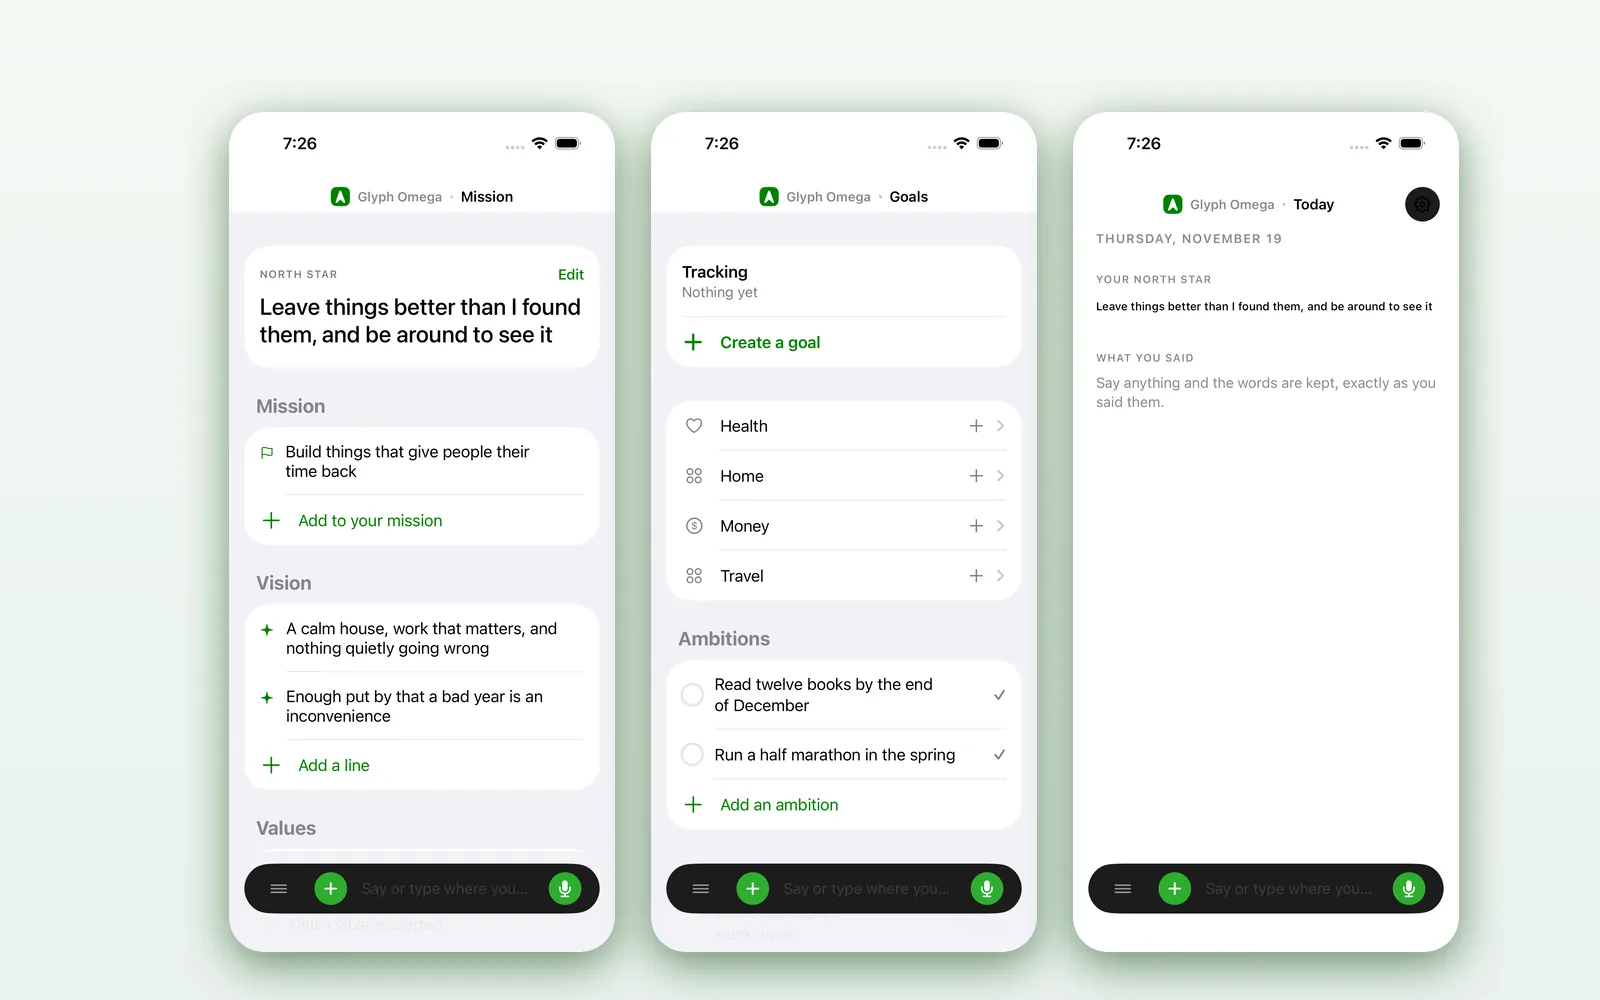 7:26
Glyph Omega · Mission
NORTH STAR
Edit
Leave things better than I found
them, and be around to see it
Mission
Build things that give people their
time back
Add to your mission
Vision
A calm house, work that matters, and
nothing quietly going wrong
Enough put by that a bad year is an
inconvenience
Add a line
Values
Say or type where you...
Finish what is started
7:26
Glyph Omega · Goals
Tracking
Nothing yet
Create a goal
Health
Home
Money
Travel
Ambitions
Read twelve books by the end
of December
Run a half marathon in the spring
Add an ambition
Say or type where you...
week week
7:26
Glyph Omega · Today
THURSDAY, NOVEMBER 19
YOUR NORTH STAR
Leave things better than I found them, and be around to see it
WHAT YOU SAID
Say anything and the words are kept, exactly as you
said them.
Say or type where you...